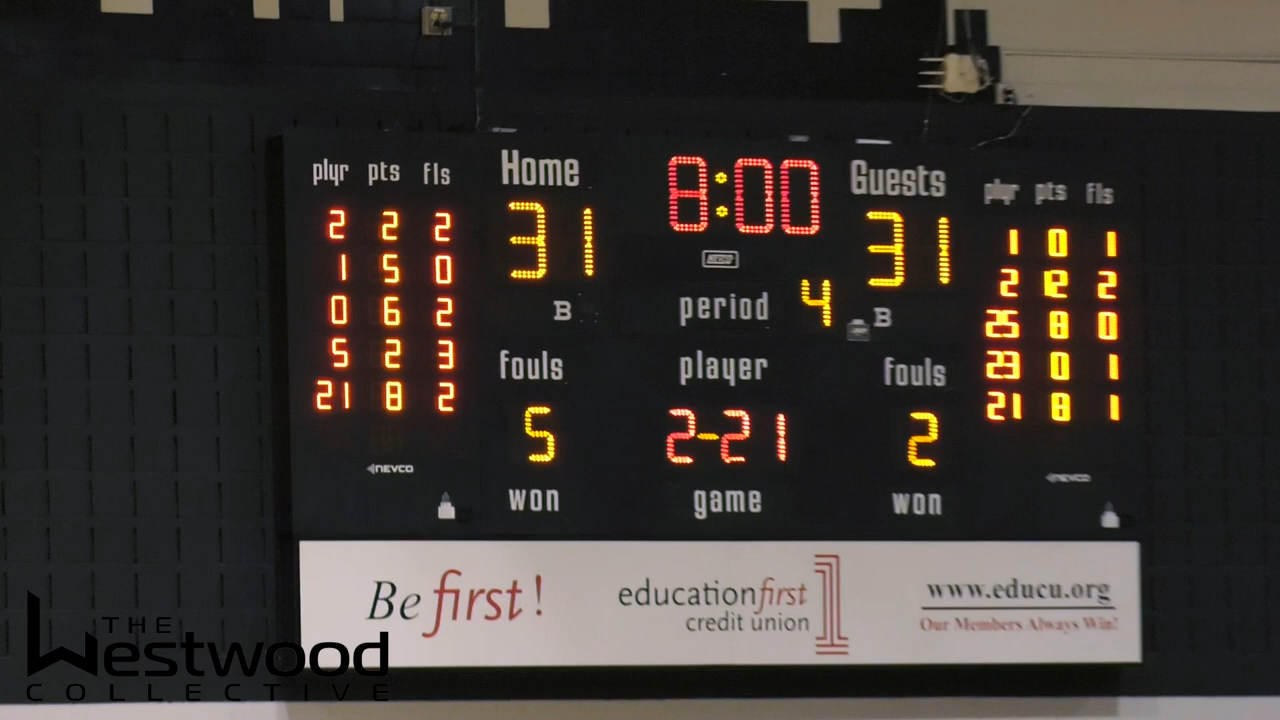 plyr pts fls Home 8:00 Guests plyr pts fls
2 2 2 31 31 1 0 1
1 5 0 2 12 2
0 6 2 B period 4 B 25 8 0
5 2 3 fouls player fouls 23 0 1
21 8 2 5 2-21 2 21 8 1
NEVCO NEVCO
won game won
Be first! educationfirst 1 www.educu.org
credit union Our Members Always Win!
THE
Westwood
COLLECTIVE